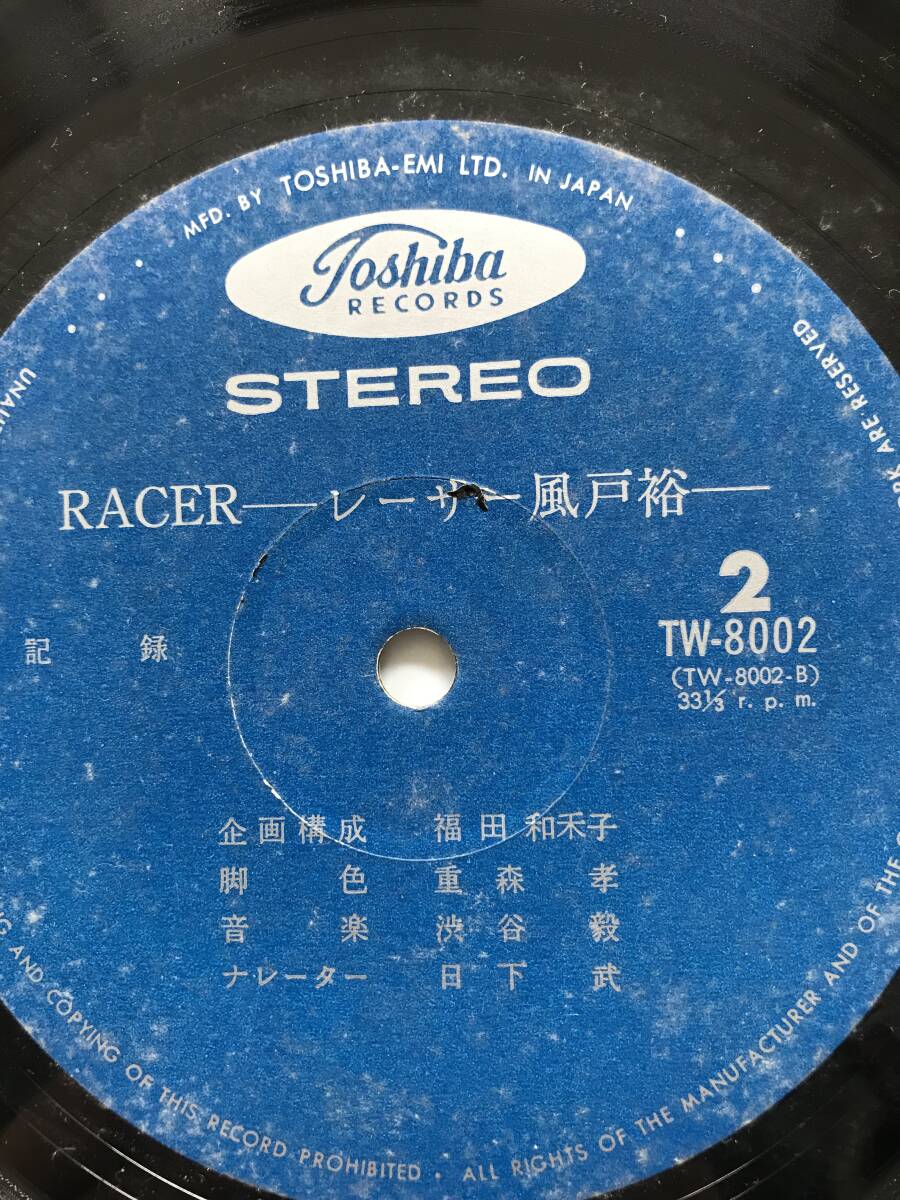 MFD. BY TOSHIBA-EMI LTD. IN JAPAN
Toshiba
RECORDS
STEREO
RACER—レーサー風戸裕—
2
TW-8002
(TW-8002-B)
33⅓ r.p.m.
記録
企画構成 福田和禾子
脚色 重森孝
音楽 渋谷毅
ナレーター 日下武
AND COPYING OF THIS RECORD PROHIBITED · ALL RIGHTS OF THE MANUFACTURER AND OF THE
ARE RESERVED